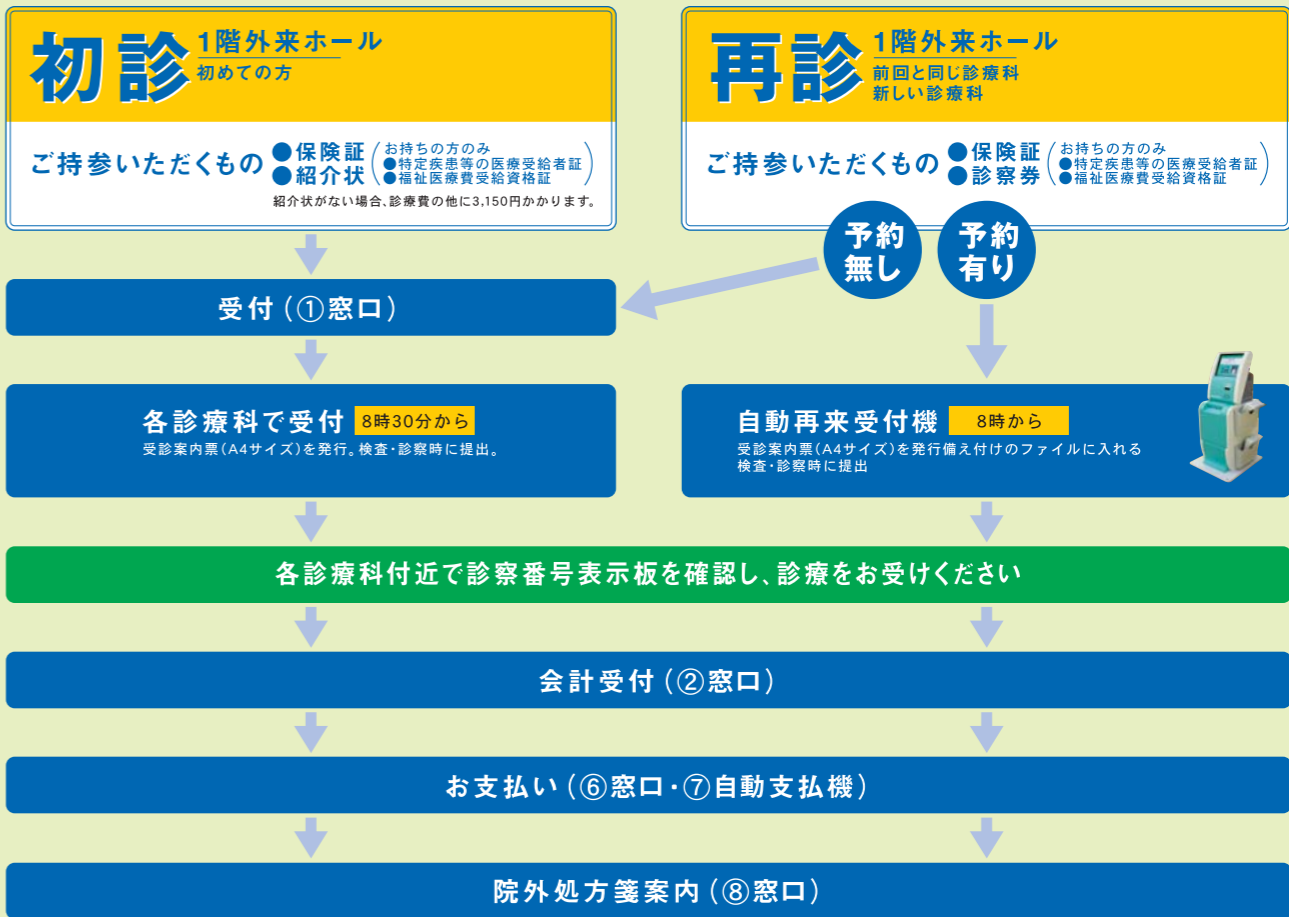 初診
1階外来ホール
初めての方
ご持参いただくもの
●保険証
●紹介状
お持ちの方のみ
●特定疾患等の医療受給者証
●福祉医療費受給資格証
紹介状がない場合、診療費の他に3,150円かかります。
再診
1階外来ホール
前回と同じ診療科
新しい診療科
ご持参いただくもの
●保険証
●診察券
お持ちの方のみ
●特定疾患等の医療受給者証
●福祉医療費受給資格証
予約
無し
予約
有り
受付(①窓口)
各診療科で受付 8時30分から
受診案内票(A4サイズ)を発行。検査・診察時に提出。
自動再来受付機 8時から
受診案内票(A4サイズ)を発行備え付けのファイルに入れる
検査・診察時に提出
各診療科付近で診察番号表示板を確認し、診療をお受けください
会計受付(②窓口)
お支払い(⑥窓口・⑦自動支払機)
院外処方箋案内(⑧窓口)